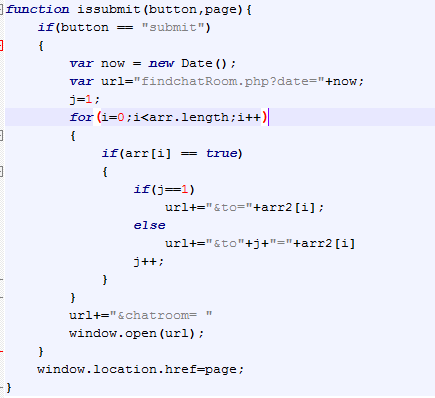 function issubmit(button,page){
if(button == "submit")
{
var now = new Date();
var url="findchatRoom.php?date="+now;
j=1;
for(i=0;i<arr.length;i++)
{
if(arr[i] == true)
{
if(j==1)
url+="&to="+arr2[i];
else
url+="&to"+j+"="+arr2[i]
j++;
}
}
url+="&chatroom= "
window.open(url);
}
window.location.href=page;
}